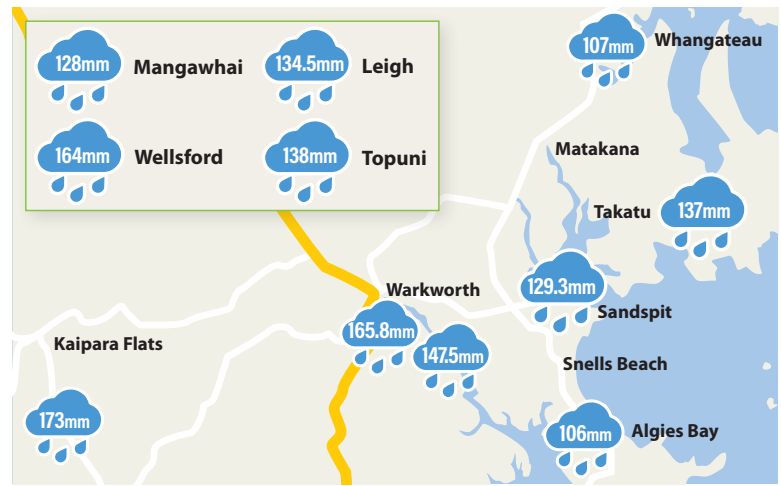 128mm Mangawhai
134.5mm Leigh
164mm Wellsford
138mm Topuni
107mm Whangateau
Matakana
Takatu 137mm
Warkworth
129.3mm
Sandspit
165.8mm
147.5mm
Kaipara Flats
Snells Beach
173mm
106mm Algies Bay